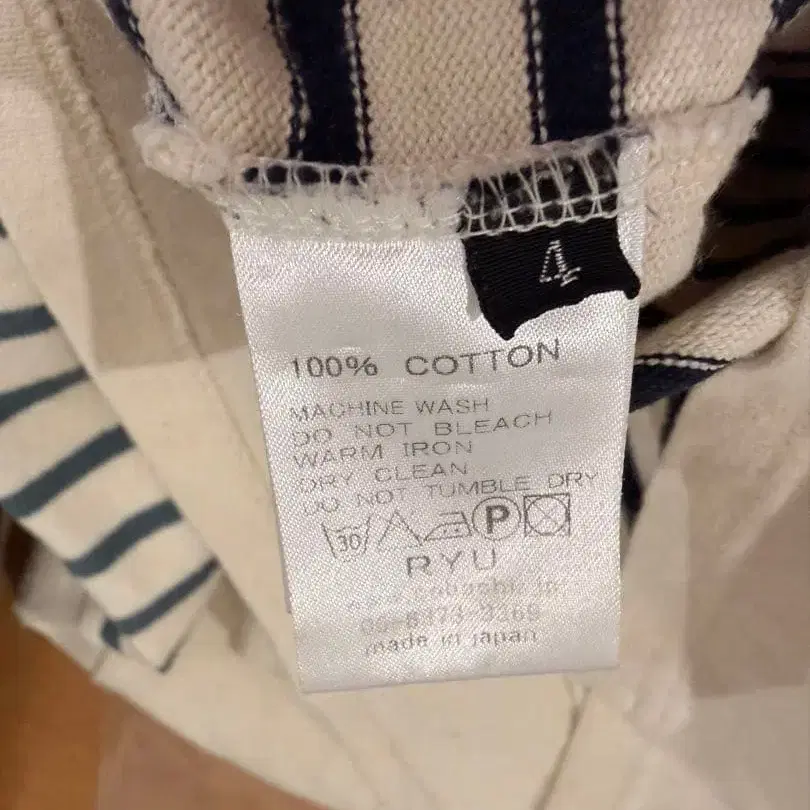 4
100% COTTON
MACHINE WASH
DO NOT BLEACH
WARM IRON
DRY CLEAN
DO NOT TUMBLE DRY
30 P
RYU
made in japan